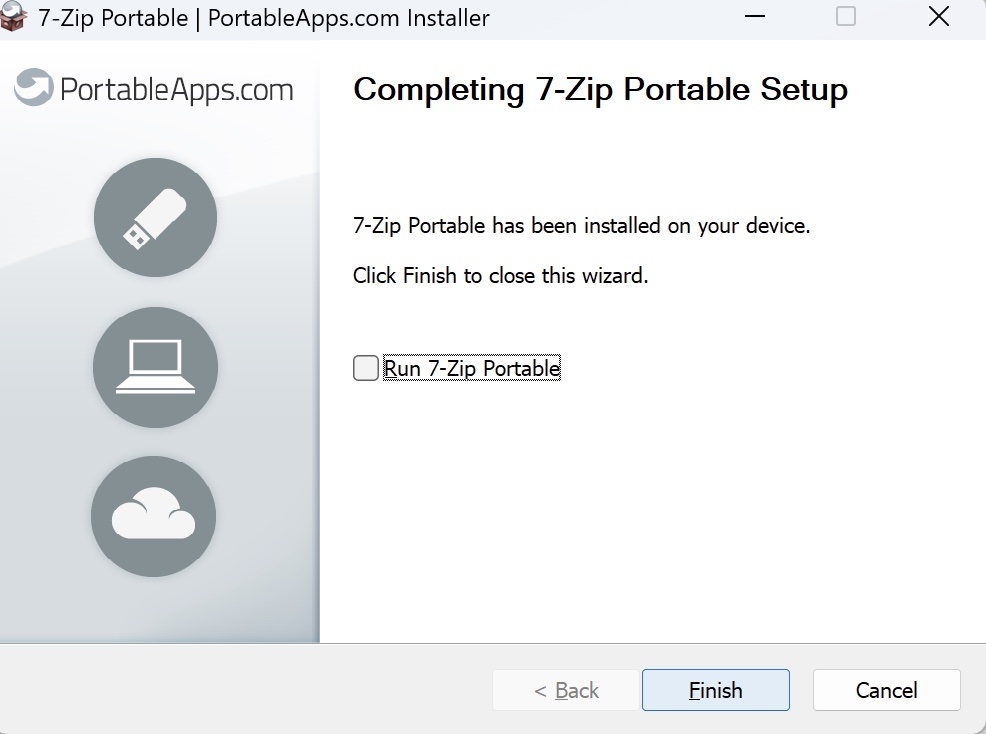 7-Zip Portable | PortableApps.com Installer
PortableApps.com
Completing 7-Zip Portable Setup
7-Zip Portable has been installed on your device.
Click Finish to close this wizard.
Run 7-Zip Portable
< Back
Finish
Cancel